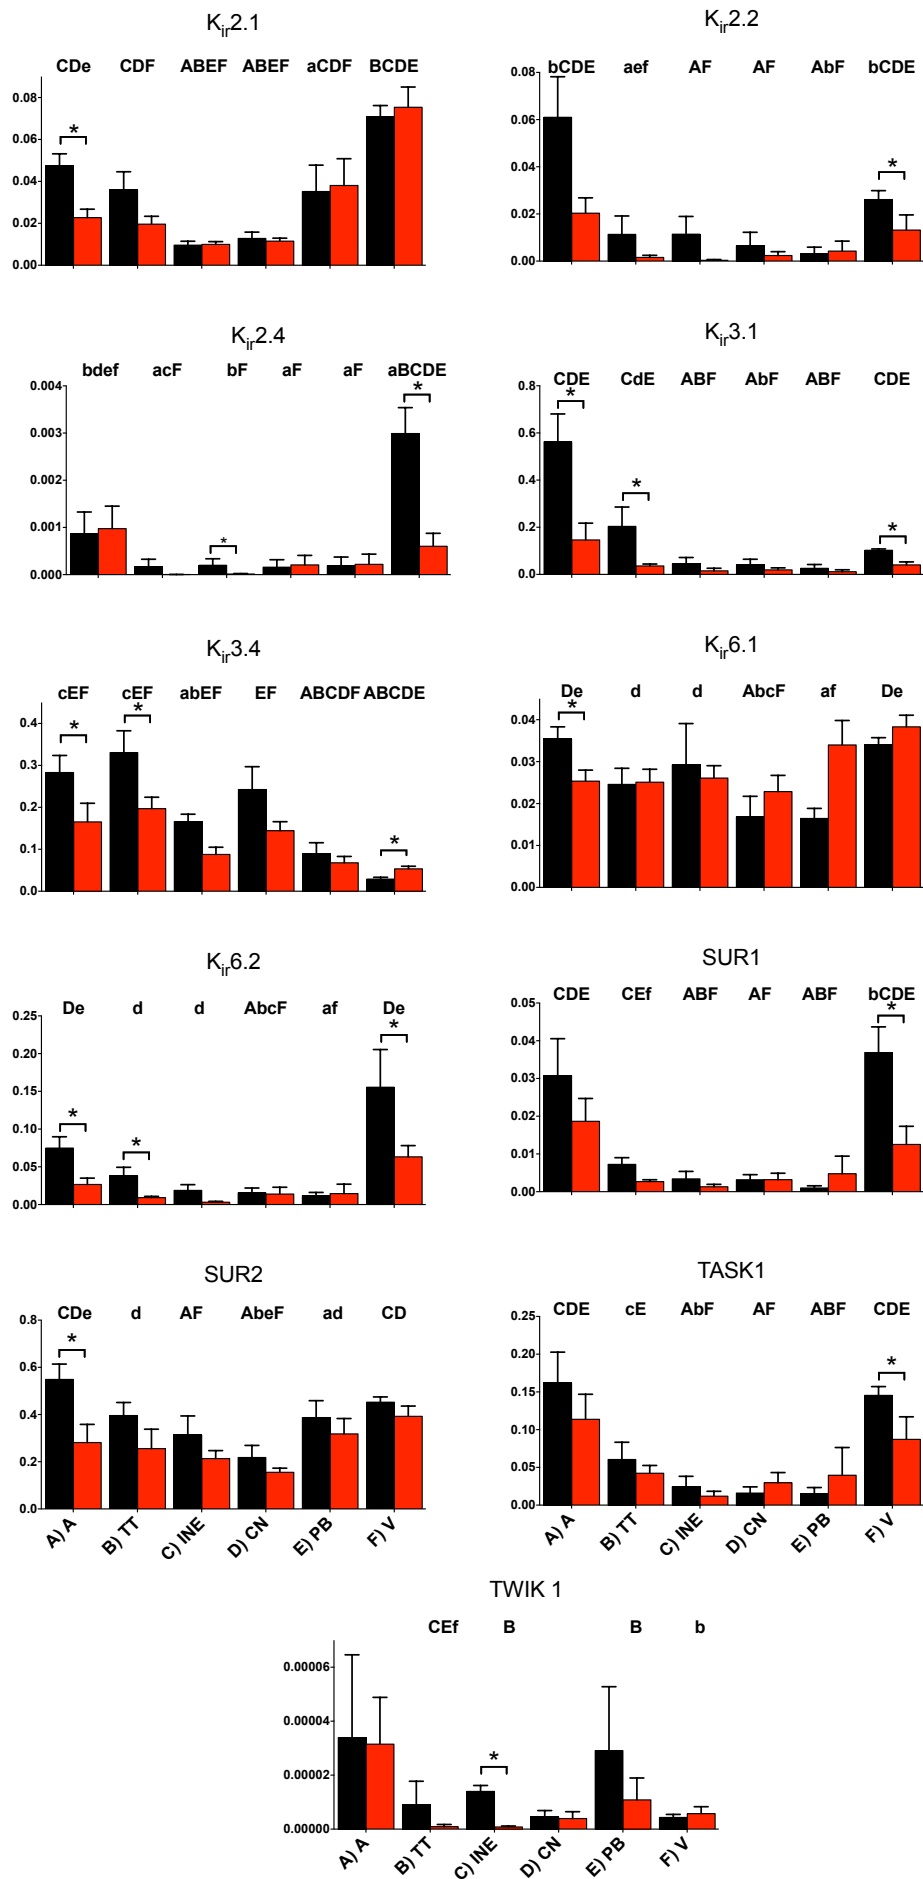 Kir2.1
CDe CDF ABEF ABEF aCDF BCDE
0.08
*
0.06
0.04
0.02
0.00
Kir2.2
bCDE aef AF AF AbF bCDE
0.08
0.06
*
0.04
0.02
0.00
Kir2.4
bdef acF bF aF aF aBCDE
0.004
*
0.003
0.002
0.001
*
0.000
Kir3.1
CDE CdE ABF AbF ABF CDE
0.8
*
0.6
0.4
*
0.2
*
0.0
Kir3.4
cEF cEF abEF EF ABCDF ABCDE
0.4
* *
0.3
0.2
0.1
*
0.0
Kir6.1
De d d AbcF af De
0.04
*
0.03
0.02
0.01
0.00
Kir6.2
De d d AbcF af De
0.25
*
0.20
0.15
0.10
* *
0.05
0.00
SUR1
CDE CEf ABF AF ABF bCDE
0.05
*
0.04
0.03
0.02
0.01
0.00
SUR2
CDe d AF AbeF ad CD
0.8
*
0.6
0.4
0.2
0.0
A) A B) TT C) INE D) CN E) PB F) V
TASK1
CDE cE AbF AF ABF CDE
0.25
0.20
*
0.15
0.10
0.05
0.00
A) A B) TT C) INE D) CN E) PB F) V
TWIK 1
CEf B B b
0.00006
0.00004
*
0.00002
0.00000
A) A B) TT C) INE D) CN E) PB F) V